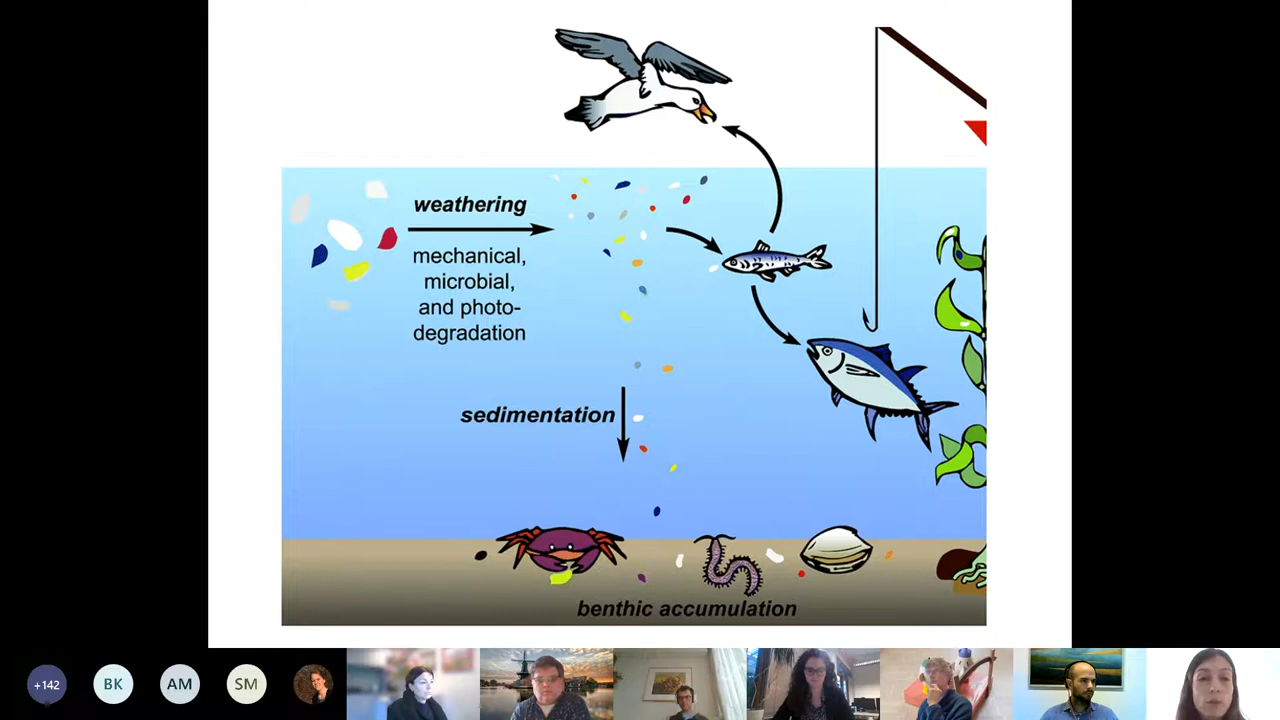 weathering
mechanical,
microbial,
and photo-
degradation
sedimentation
benthic accumulation
+142
BK
AM
SM